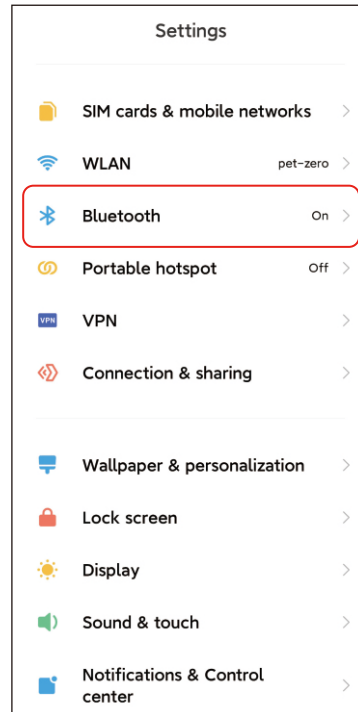 Settings
SIM cards & mobile networks
WLAN pet-zero
Bluetooth On
Portable hotspot Off
VPN VPN
Connection & sharing
Wallpaper & personalization
Lock screen
Display
Sound & touch
Notifications & Control
center